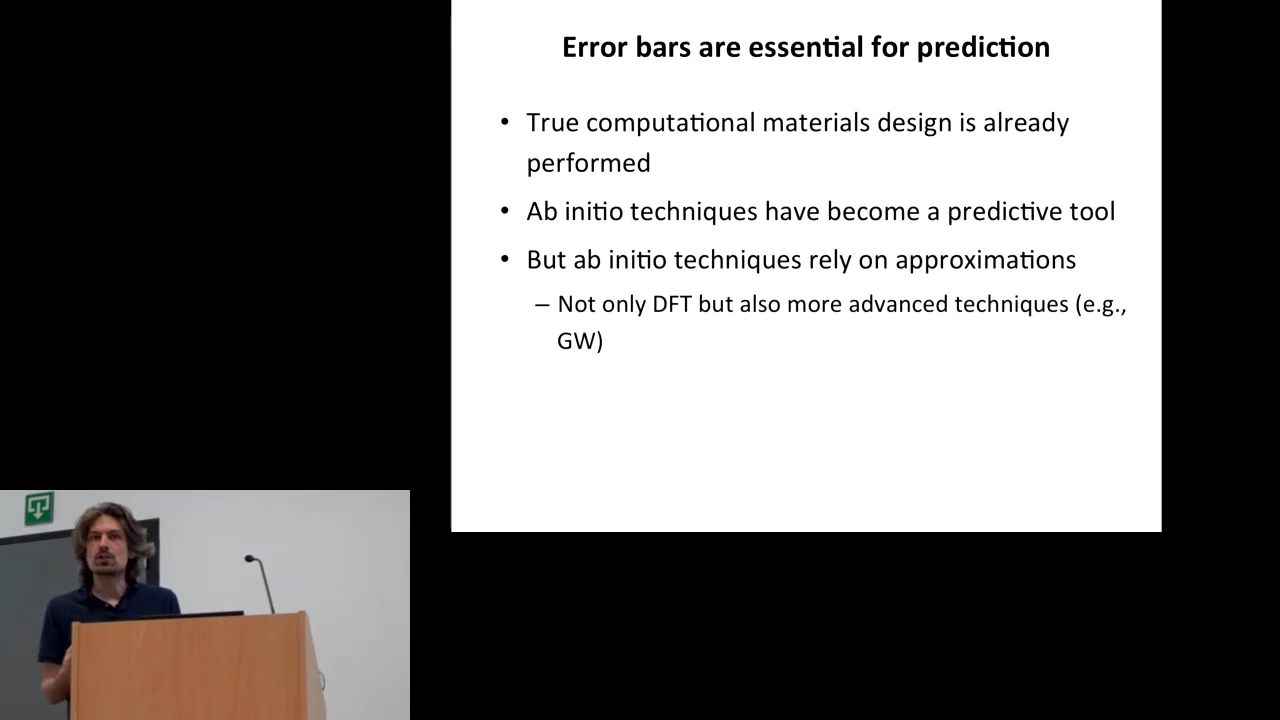 Error bars are essential for prediction
• True computational materials design is already
performed
• Ab initio techniques have become a predictive tool
• But ab initio techniques rely on approximations
– Not only DFT but also more advanced techniques (e.g.,
GW)